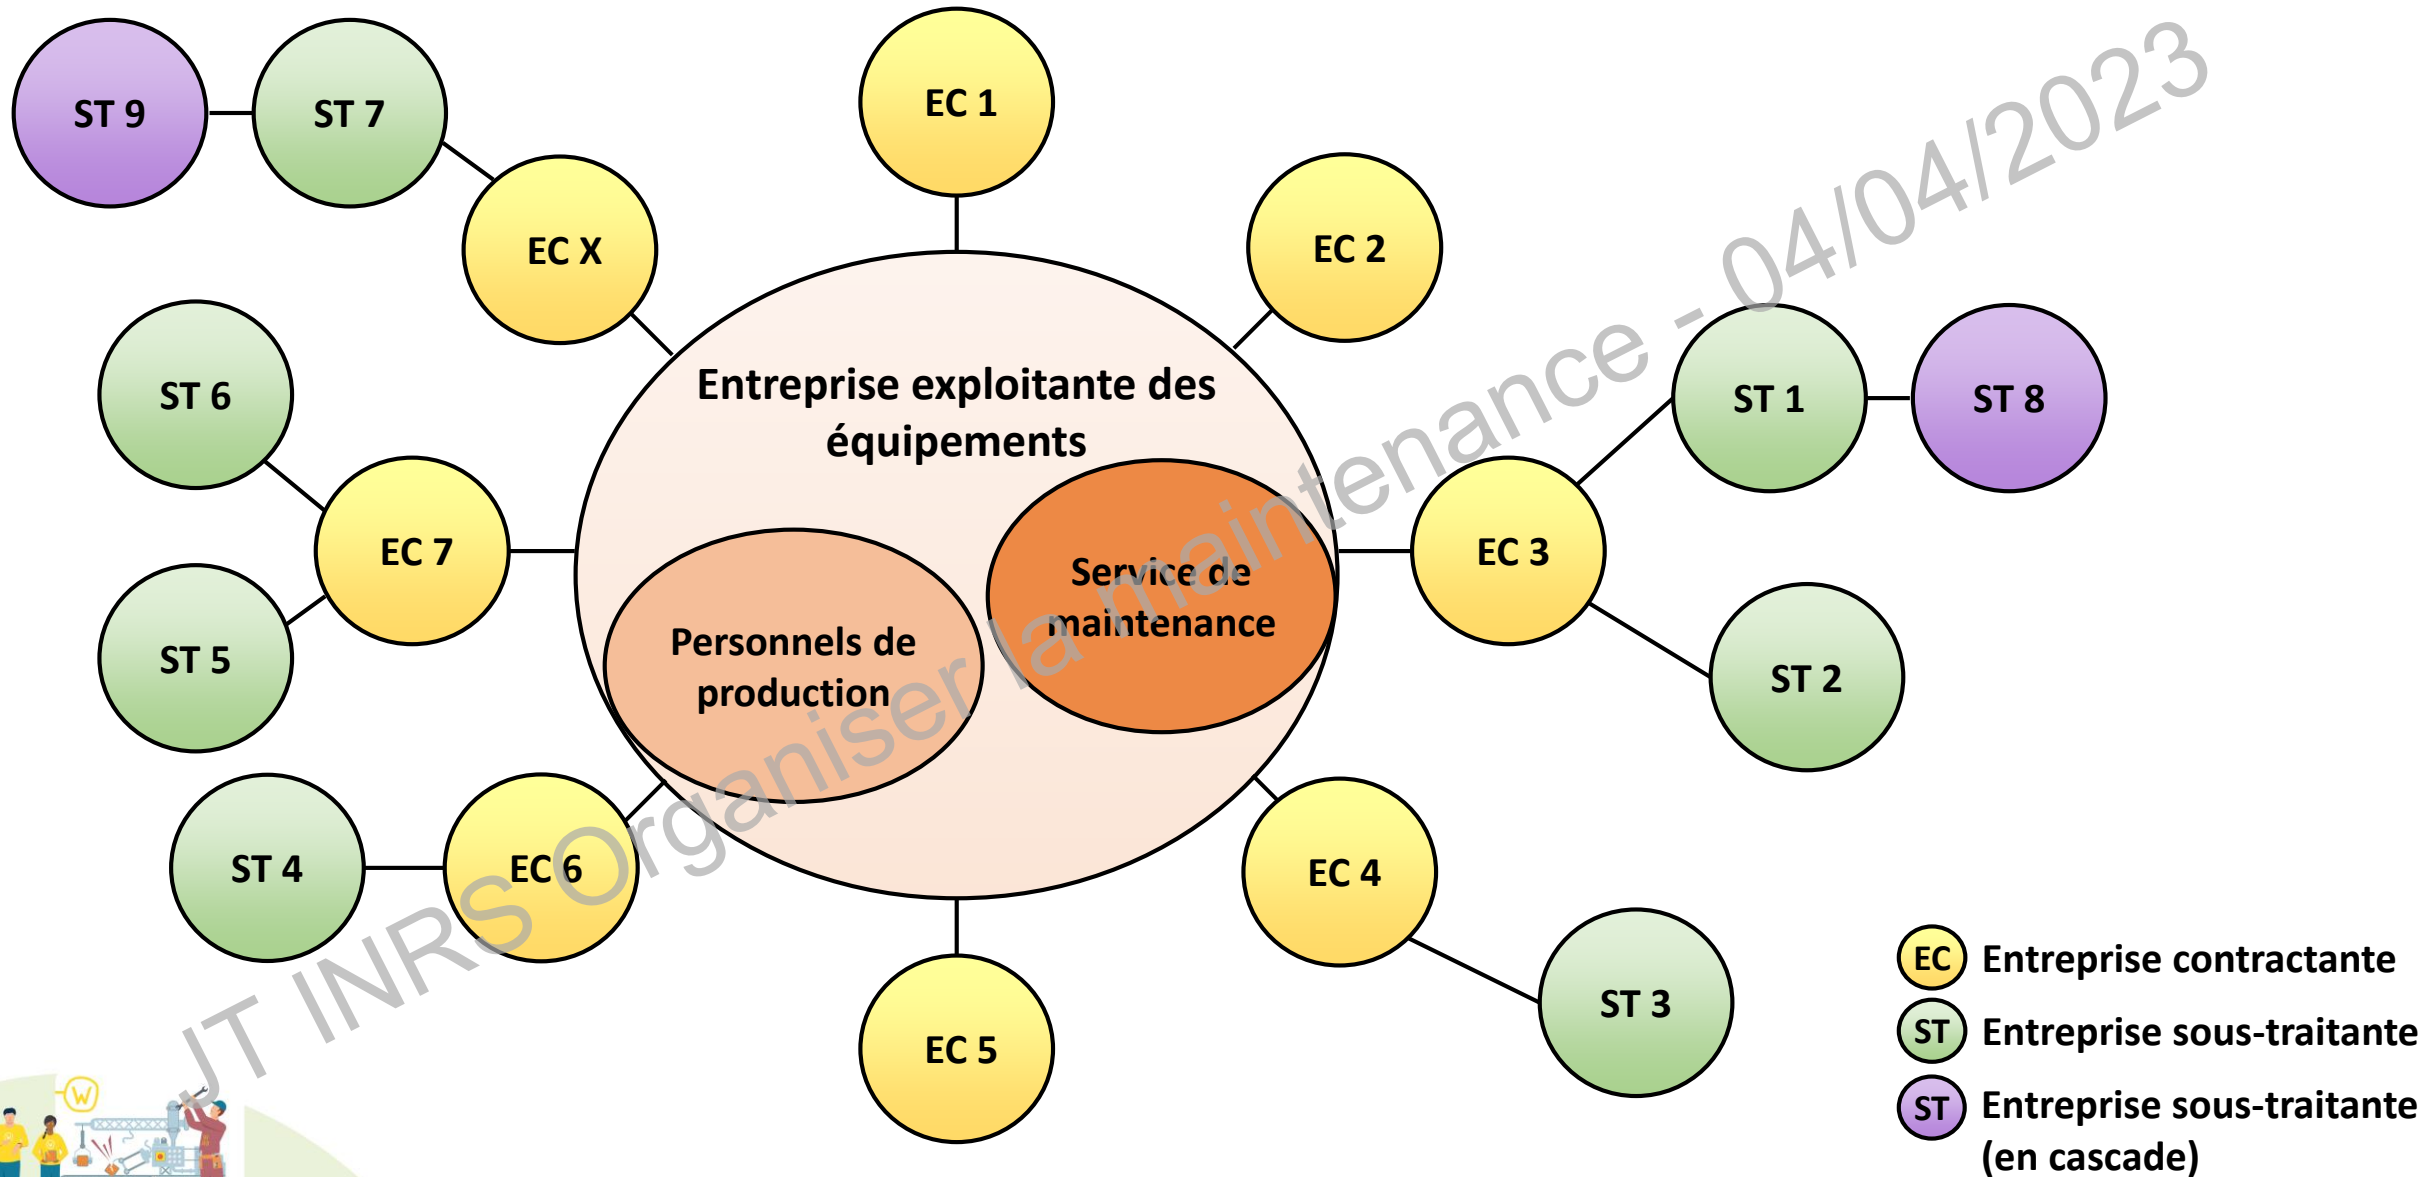 EC 1
ST 9
ST 7
EC X
EC 2
Entreprise exploitante des
équipements
ST 6
ST 1
ST 8
EC 7
Service de
maintenance
EC 3
ST 5
Personnels de
production
ST 2
ST 4
EC 6
EC 4
EC 5
ST 3
EC Entreprise contractante
ST Entreprise sous-traitante
ST Entreprise sous-traitante
(en cascade)
JT INRS Organiser la maintenance - 04/04/2023
W